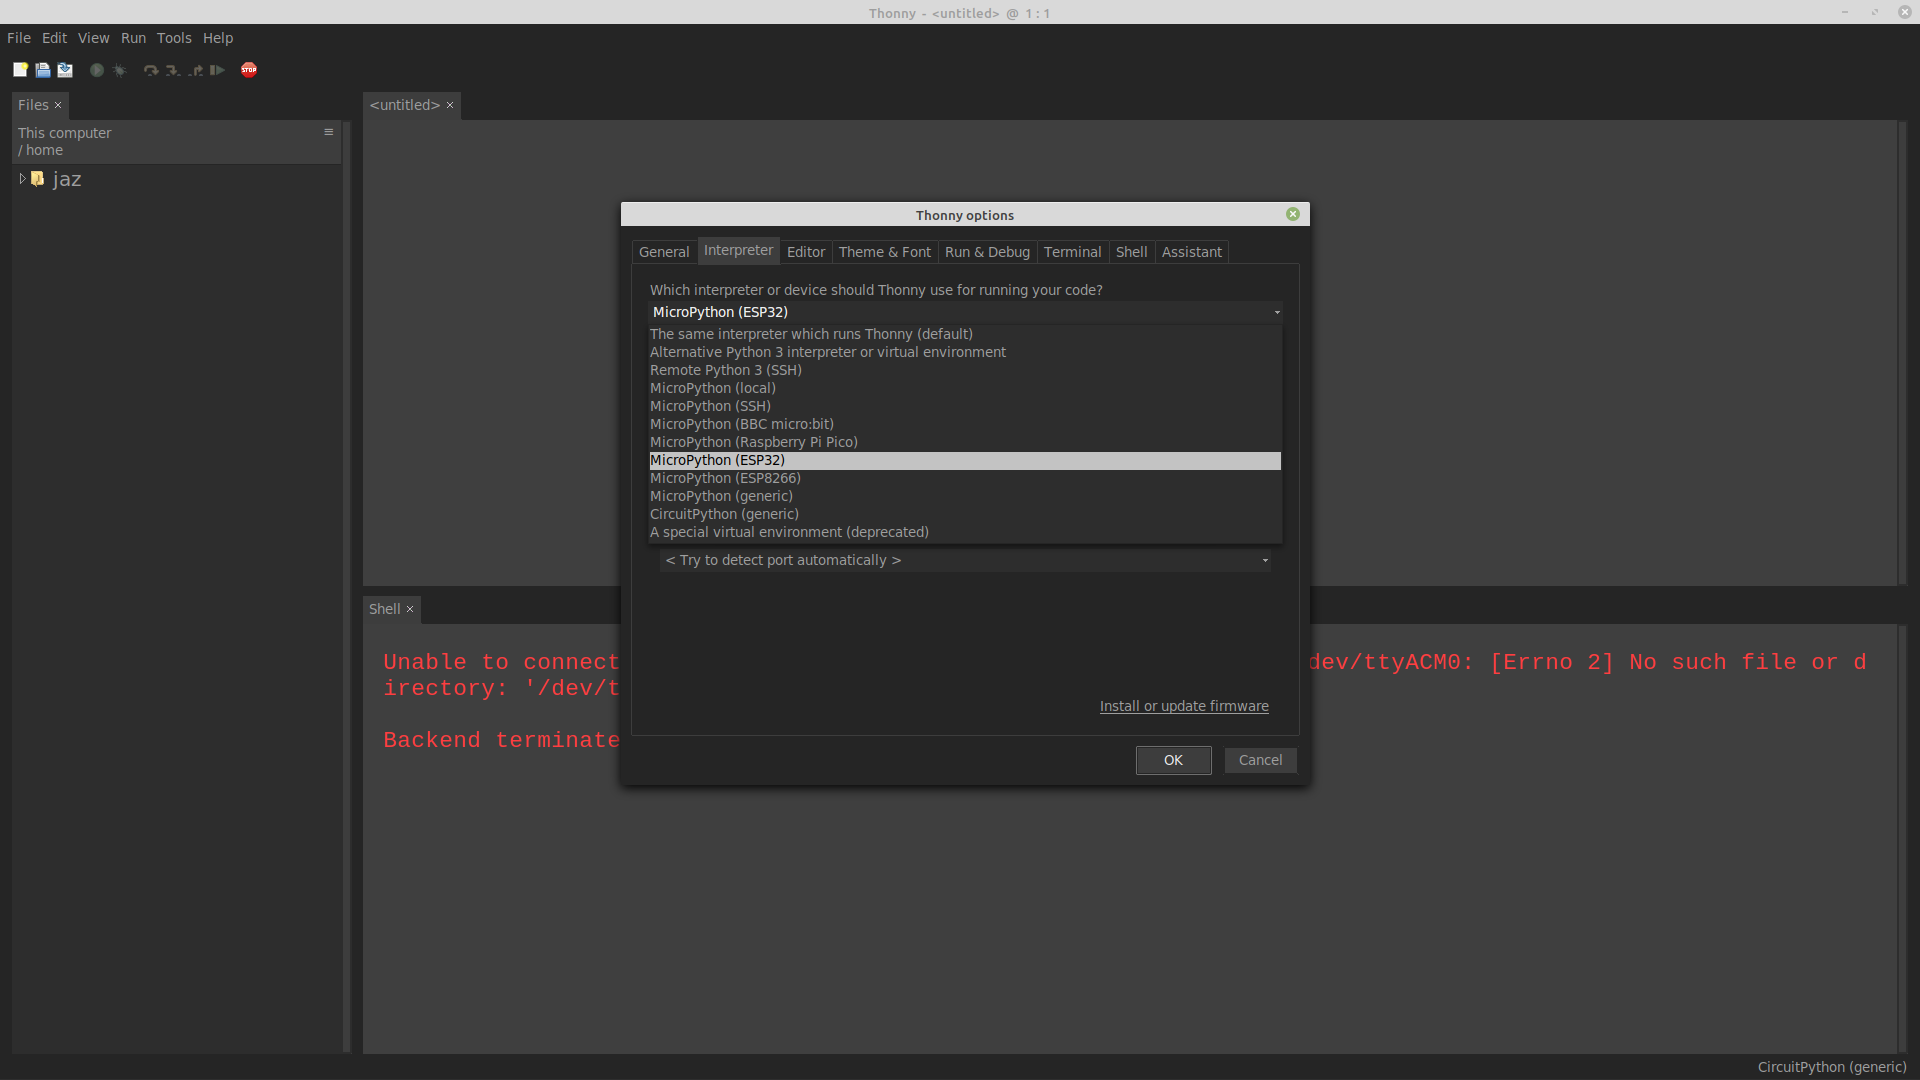 Thonny - <untitled> @ 1 : 1
File Edit View Run Tools Help
STOP
Files
<untitled>
This computer
/ home
jaz
Thonny options
General Interpreter Editor Theme & Font Run & Debug Terminal Shell Assistant
Which interpreter or device should Thonny use for running your code?
MicroPython (ESP32)
The same interpreter which runs Thonny (default)
Alternative Python 3 interpreter or virtual environment
Remote Python 3 (SSH)
MicroPython (local)
MicroPython (SSH)
MicroPython (BBC micro:bit)
MicroPython (Raspberry Pi Pico)
MicroPython (ESP32)
MicroPython (ESP8266)
MicroPython (generic)
CircuitPython (generic)
A special virtual environment (deprecated)
< Try to detect port automatically >
Install or update firmware
OK Cancel
Shell
Unable to connect dev/ttyACM0: [Errno 2] No such file or d
irectory: '/dev/t
Backend terminate
CircuitPython (generic)